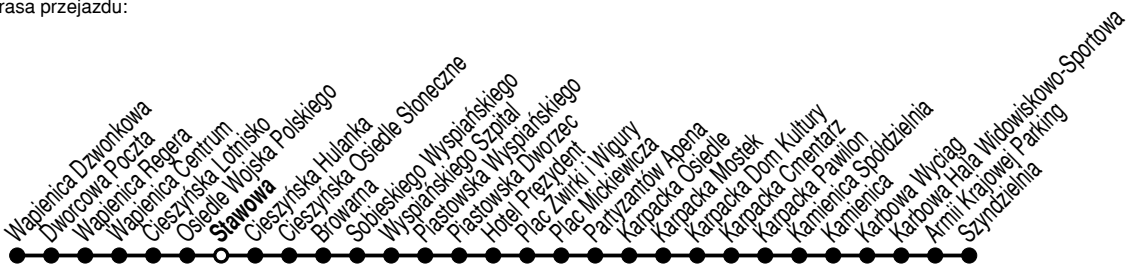 rasa przejazdu:
Wapienica Dzwonkowa
Dworcowa Poczta
Wapienica Regera
Wapienica Centrum
Cieszyńska Lotnisko
Osiedle Wojska Polskiego
Stawowa
Cieszyńska Hulanka
Cieszyńska Osiedle Słoneczne
Browarna
Sobieskiego Wyspiańskiego
Wyspiańskiego Szpital
Piastowska Wyspiańskiego
Piastowska Dworzec
Hotel Prezydent
Plac Żwirki i Wigury
Plac Mickiewicza
Partyzantów Apena
Karpacka Osiedle
Karpacka Mostek
Karpacka Dom Kultury
Karpacka Cmentarz
Karpacka Pawilon
Kamienica Spółdzielnia
Kamienica
Karbowa Wyciąg
Karbowa Hala Widowiskowo-Sportowa
Armii Krajowej Parking
Szyndzielnia